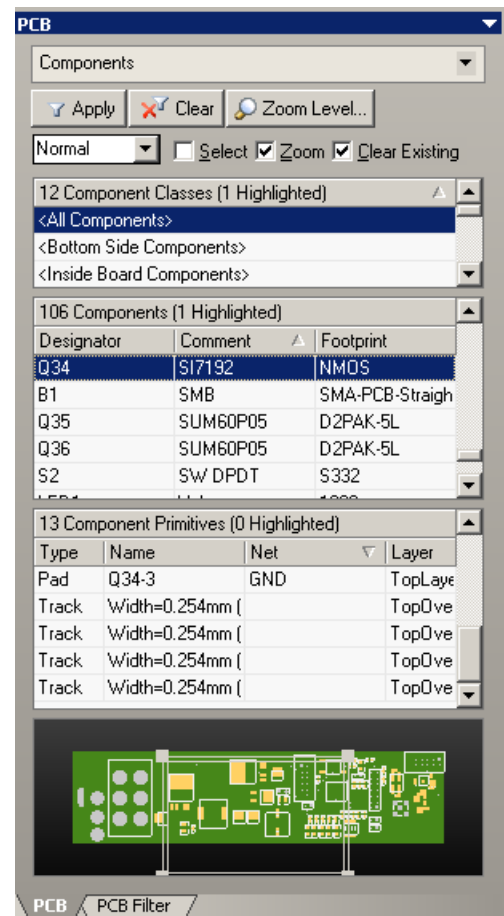 PCB
Components
Apply Clear Zoom Level...
Normal Select Zoom Clear Existing
12 Component Classes (1 Highlighted)
<All Components>
<Bottom Side Components>
<Inside Board Components>
106 Components (1 Highlighted)
Designator Comment Footprint
Q34 SI7192 NMOS
B1 SMB SMA-PCB-Straigh
Q35 SUM60P05 D2PAK-5L
Q36 SUM60P05 D2PAK-5L
S2 SW DPDT S332
13 Component Primitives (0 Highlighted)
Type Name Net Layer
Pad Q34-3 GND TopLaye
Track Width=0.254mm ( TopOve
Track Width=0.254mm ( TopOve
Track Width=0.254mm ( TopOve
Track Width=0.254mm ( TopOve
PCB PCB Filter